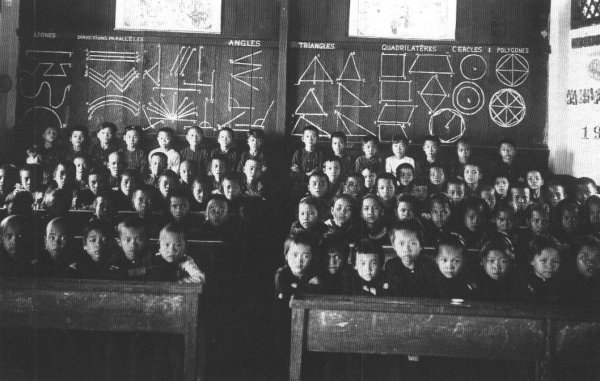 LIGNES
DIRECTIONS PARALLÈLES
ANGLES
TRIANGLES
QUADRILATÈRES
CERCLES & POLYGONES
19